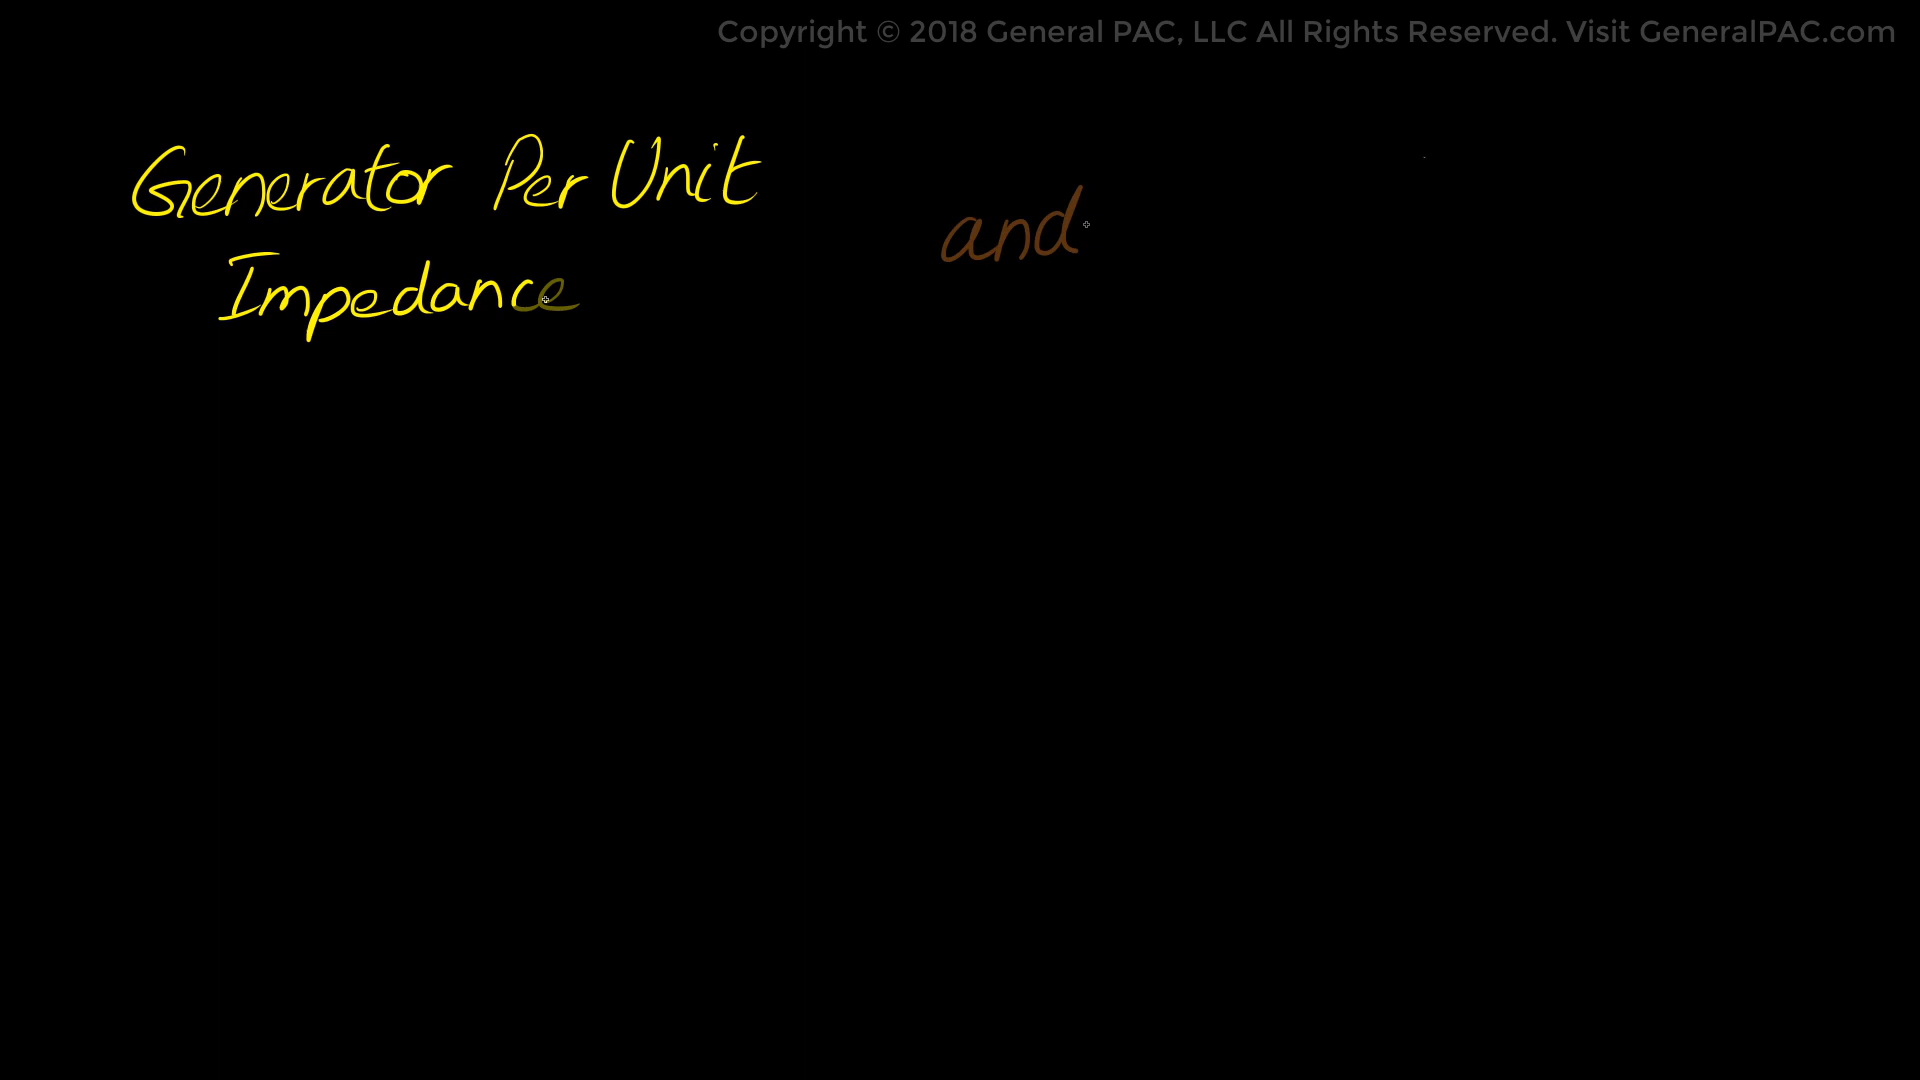 Copyright © 2018 General PAC, LLC All Rights Reserved. Visit GeneralPAC.com
Generator Per Unit
Impedance
and